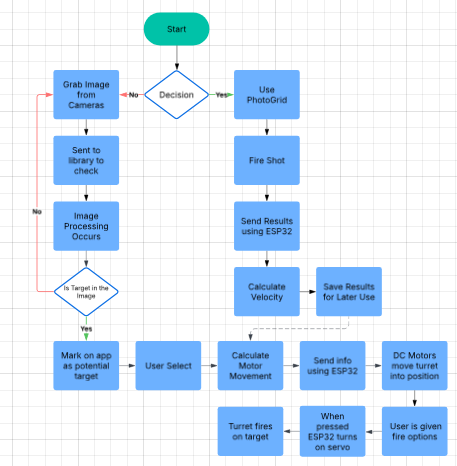 Start
Grab Image
from
Cameras
No
Decision
Yes
Use
PhotoGrid
Sent to
library to
check
Fire Shot
No
Image
Processing
Occurs
Send Results
using ESP32
Is Target in the
Image
Calculate
Velocity
Save Results
for Later Use
Yes
Mark on app
as potential
target
User Select
Calculate
Motor
Movement
Send info
using ESP32
DC Motors
move turret
into position
Turret fires
on target
When
pressed
ESP32 turns
on servo
User is given
fire options